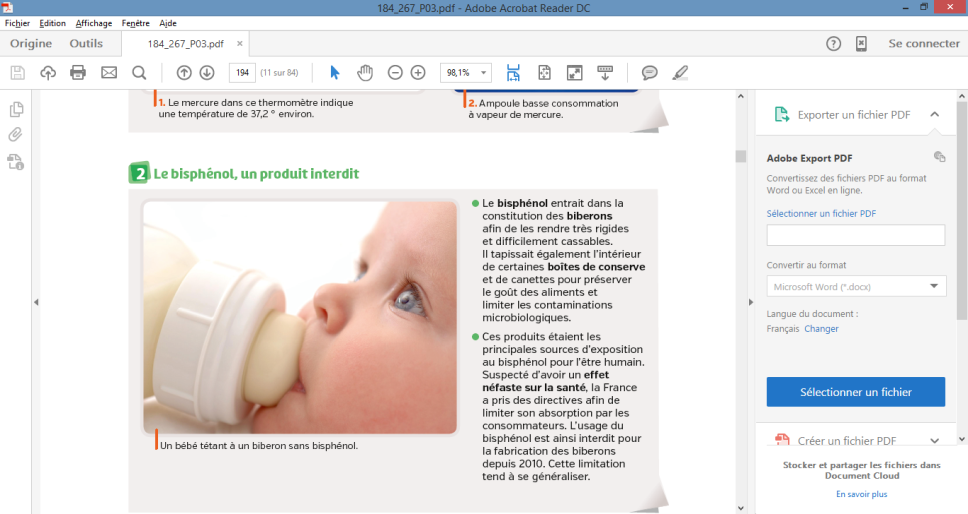 184_267_P03.pdf - Adobe Acrobat Reader DC
Fichier Edition Affichage Fenêtre Aide
Origine Outils 184_267_P03.pdf × Se connecter
194 (11 sur 84) 98,1%
1. Le mercure dans ce thermomètre indique
une température de 37,2 ° environ.
2. Ampoule basse consommation
à vapeur de mercure.
2 Le bisphénol, un produit interdit
Un bébé tétant à un biberon sans bisphénol.
Le bisphénol entrait dans la
constitution des biberons
afin de les rendre très rigides
et difficilement cassables.
Il tapissait également l'intérieur
de certaines boîtes de conserve
et de canettes pour préserver
le goût des aliments et
limiter les contaminations
microbiologiques.
Ces produits étaient les
principales sources d'exposition
au bisphénol pour l'être humain.
Suspecté d'avoir un effet
néfaste sur la santé, la France
a pris des directives afin de
limiter son absorption par les
consommateurs. L'usage du
bisphénol est ainsi interdit pour
la fabrication des biberons
depuis 2010. Cette limitation
tend à se généraliser.
Exporter un fichier PDF
Adobe Export PDF
Convertissez des fichiers PDF au format
Word ou Excel en ligne.
Sélectionner un fichier PDF
Convertir au format
Microsoft Word (*.docx)
Langue du document :
Français Changer
Sélectionner un fichier
Créer un fichier PDF
Stocker et partager les fichiers dans
Document Cloud
En savoir plus